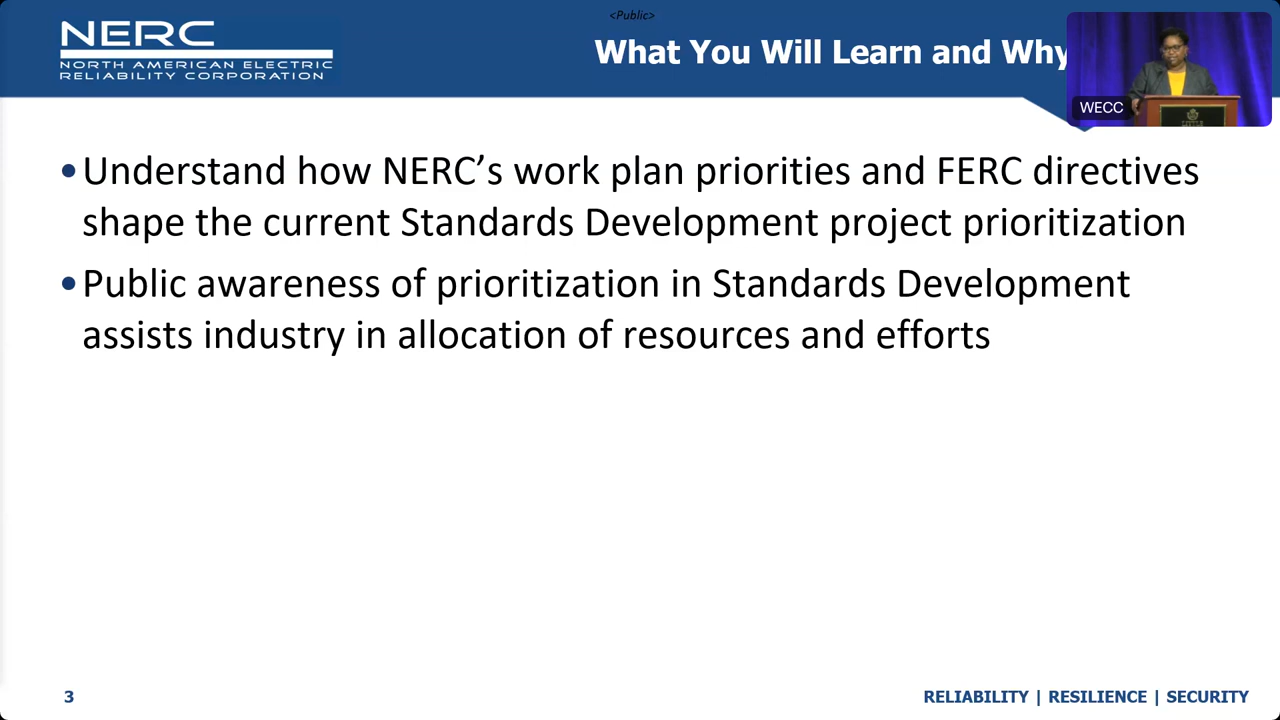 <Public>
NERC
NORTH AMERICAN ELECTRIC
RELIABILITY CORPORATION
What You Will Learn and Why
WECC
•Understand how NERC’s work plan priorities and FERC directives
shape the current Standards Development project prioritization
•Public awareness of prioritization in Standards Development
assists industry in allocation of resources and efforts
3
RELIABILITY | RESILIENCE | SECURITY